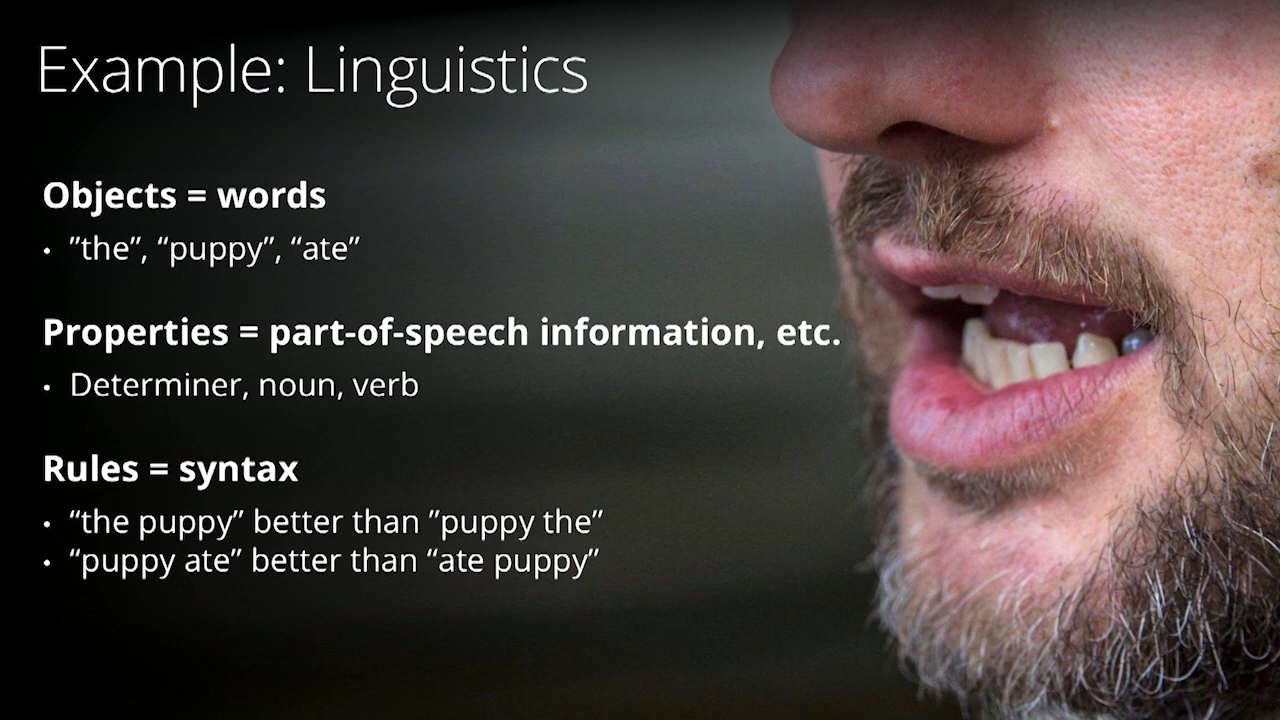 Example: Linguistics
Objects = words
• ”the”, “puppy”, “ate”
Properties = part-of-speech information, etc.
• Determiner, noun, verb
Rules = syntax
• “the puppy” better than ”puppy the”
• “puppy ate” better than “ate puppy”